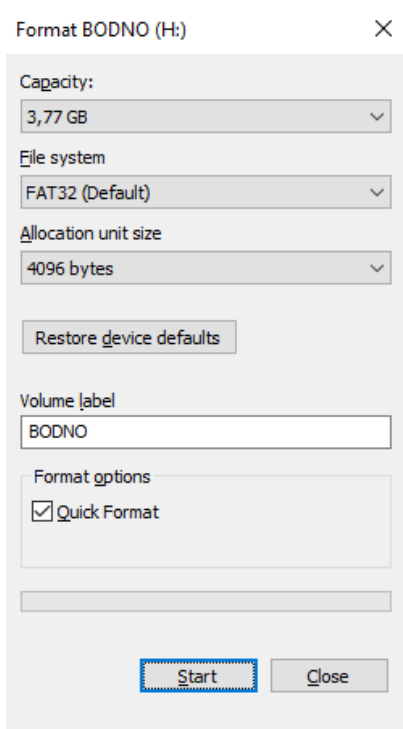 Format BODNO (H:)
Capacity:
3,77 GB
File system
FAT32 (Default)
Allocation unit size
4096 bytes
Restore device defaults
Volume label
BODNO
Format options
Quick Format
Start
Close